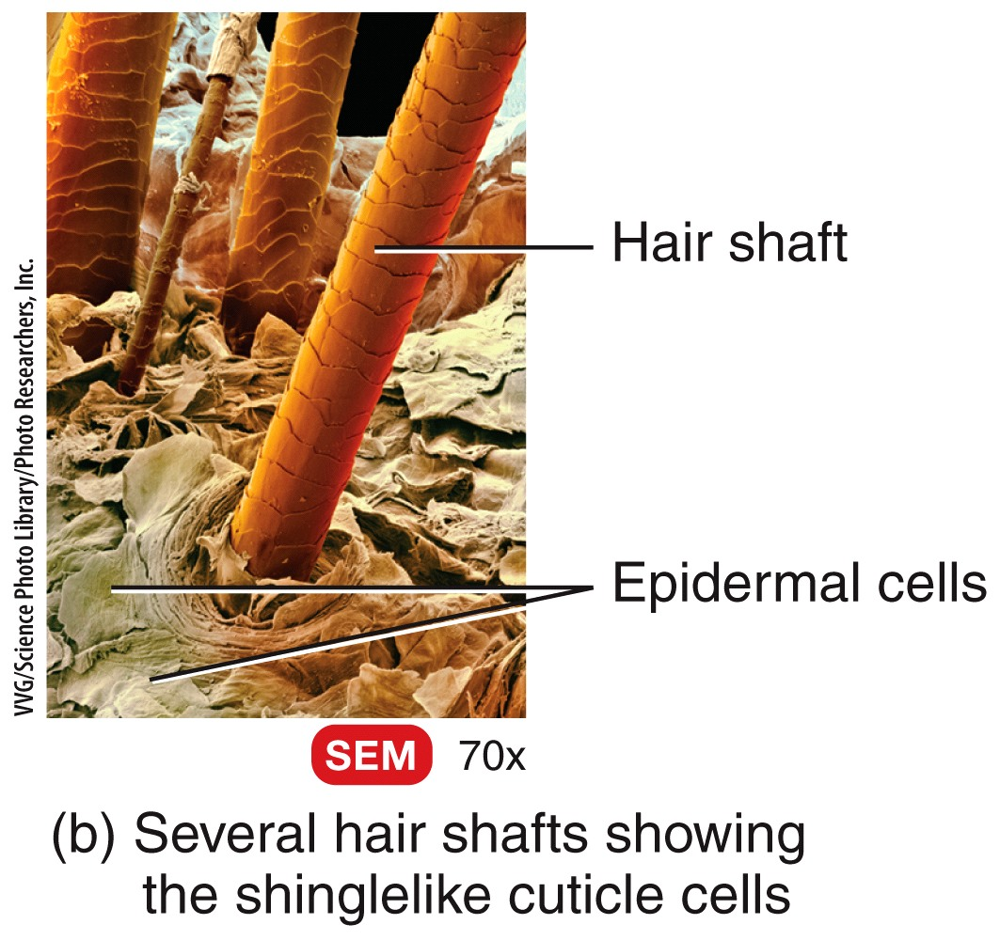 VVG/Science Photo Library/Photo Researchers, Inc.
Hair shaft
Epidermal cells
SEM 70x
(b) Several hair shafts showing
the shinglelike cuticle cells